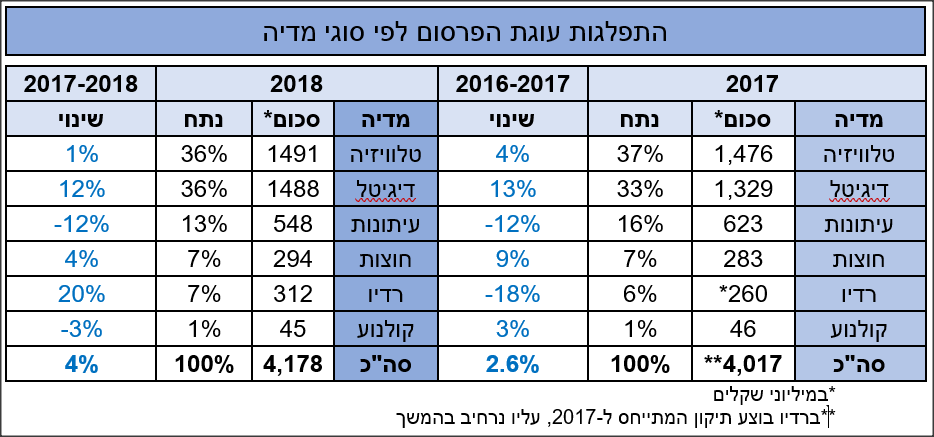 התפלגות עוגת הפרסום לפי סוגי מדיה
2017 2016-2017 2018 2017-2018
מדיה סכום* נתח שינוי מדיה סכום* נתח שינוי
טלוויזיה 1,476 37% 4% טלוויזיה 1491 36% 1%
דיגיטל 1,329 33% 13% דיגיטל 1488 36% 12%
עיתונות 623 16% -12% עיתונות 548 13% -12%
חוצות 283 7% 9% חוצות 294 7% 4%
רדיו 260* 6% -18% רדיו 312 7% 20%
קולנוע 46 1% 3% קולנוע 45 1% -3%
סה"כ 4,017** 100% 2.6% סה"כ 4,178 100% 4%
*במיליוני שקלים
**ברדיו בוצע תיקון המתייחס ל-2017, עליו נרחיב בהמשך